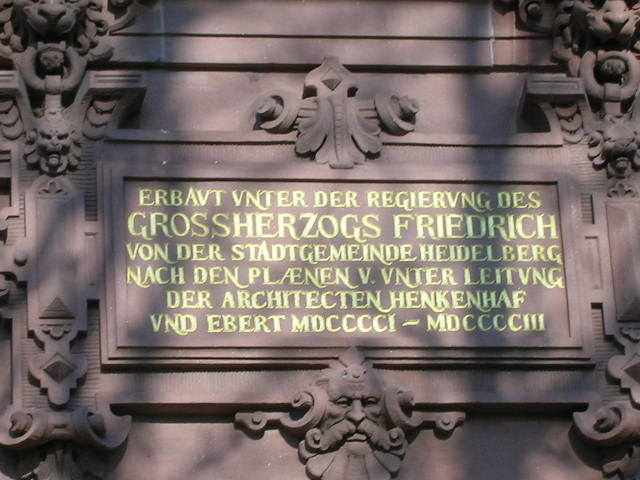 ERBAVT VNTER DER REGIERVNG DES
GROSSHERZOGS FRIEDRICH
VON DER STADTGEMEINDE HEIDELBERG
NACH DEN PLÆNEN V. VNTER LEITVNG
DER ARCHITECTEN HENKENHAF
VND EBERT MDCCCCI – MDCCCCIII